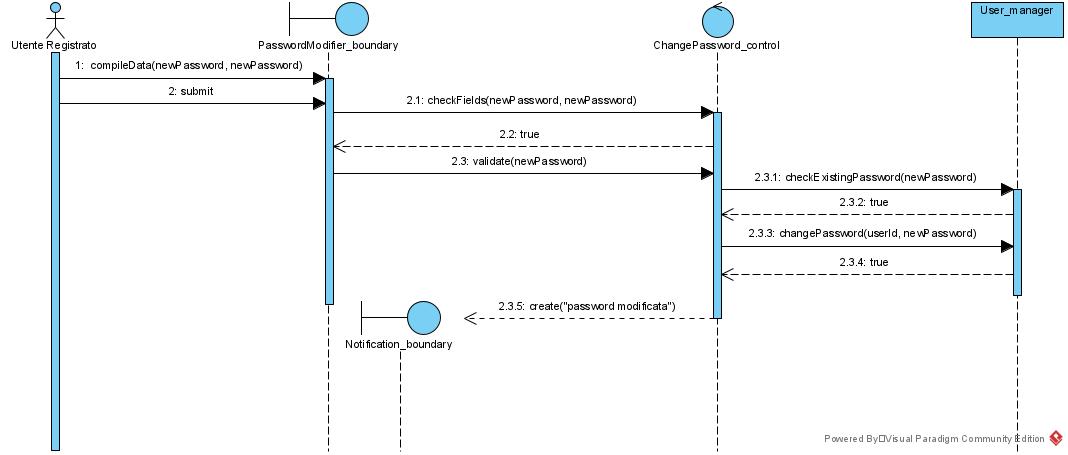 Utente Registrato
PasswordModifier_boundary
ChangePassword_control
User_manager
1: compileData(newPassword, newPassword)
2: submit
2.1: checkFields(newPassword, newPassword)
2.2: true
2.3: validate(newPassword)
2.3.1: checkExistingPassword(newPassword)
2.3.2: true
2.3.3: changePassword(userId, newPassword)
2.3.4: true
2.3.5: create("password modificata")
Notification_boundary
Powered By□Visual Paradigm Community Edition